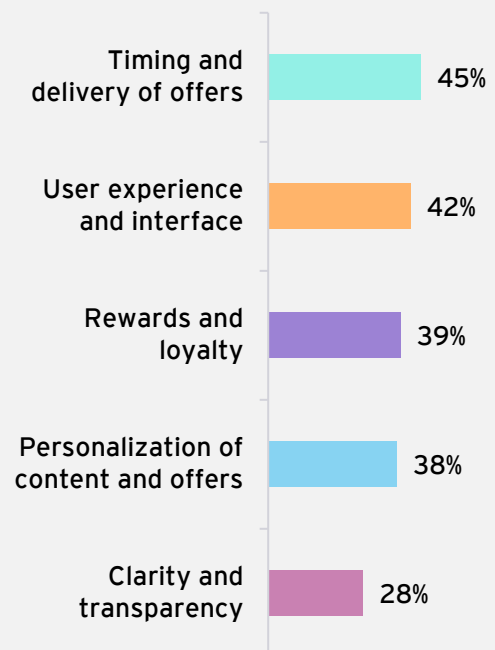 Timing and
delivery of offers
45%
User experience
and interface
42%
Rewards and
loyalty
39%
Personalization of
content and offers
38%
Clarity and
transparency
28%